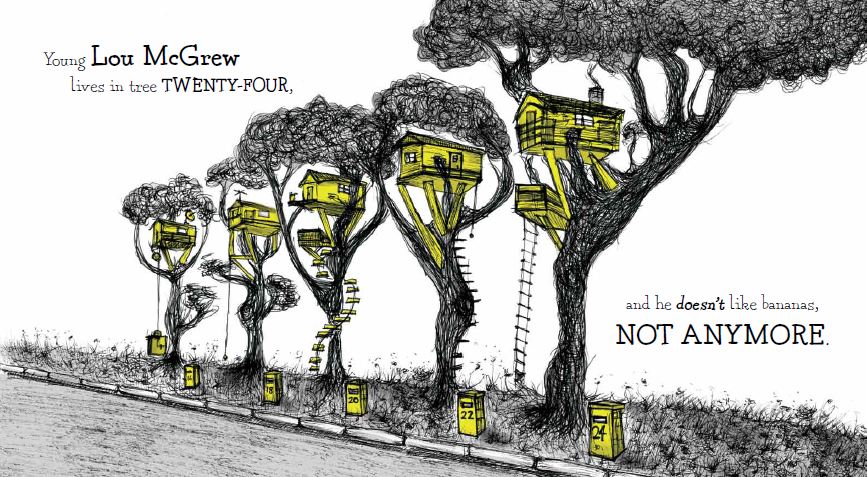 Young Lou McGrew
lives in tree TWENTY-FOUR,
and he doesn't like bananas,
NOT ANYMORE.
18
20
22
24